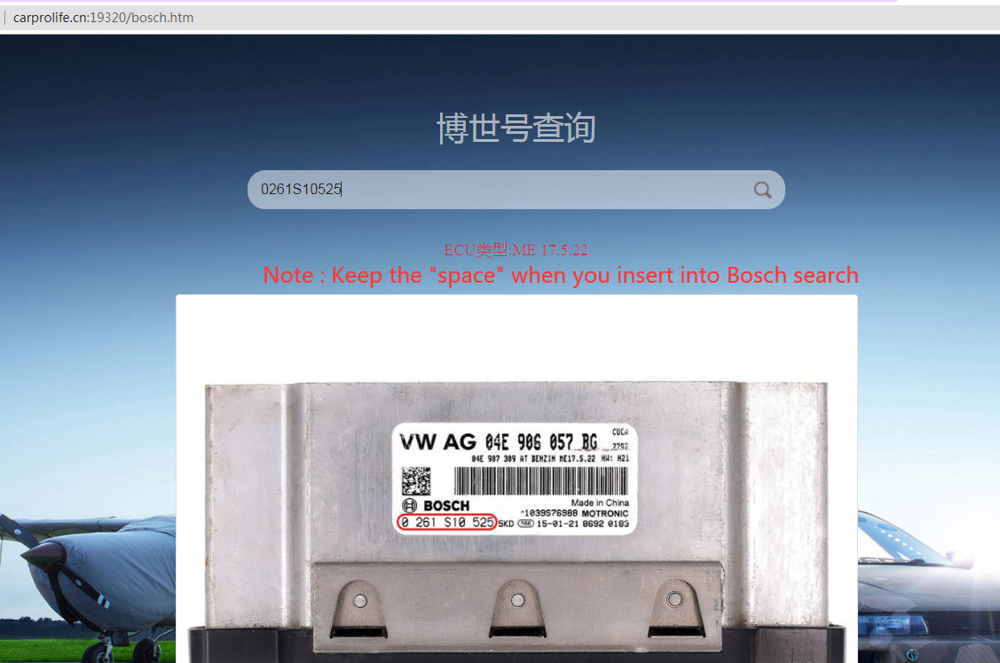 carprolife.cn:19320/bosch.htm
博世号查询
0261S10525
ECU类型:ME 17.5.22
Note : Keep the "space" when you insert into Bosch search
VW AG 04E 906 057 BG CUCA
2792
04E 907 309 AT BENZIN ME17.5.22 HW: H21
BOSCH
Made in China
*1039S76988 MOTRONIC
0 261 S10 525 5KD 566 15-01-21 8692 0183